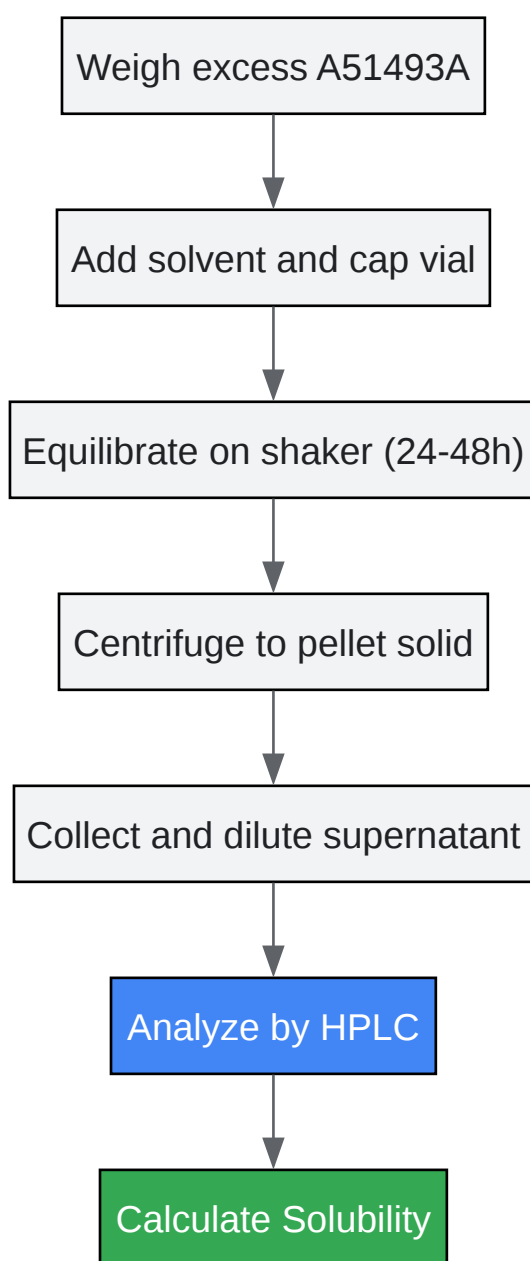 Weigh excess A51493A
Add solvent and cap vial
Equilibrate on shaker (24-48h)
Centrifuge to pellet solid
Collect and dilute supernatant
Analyze by HPLC
Calculate Solubility